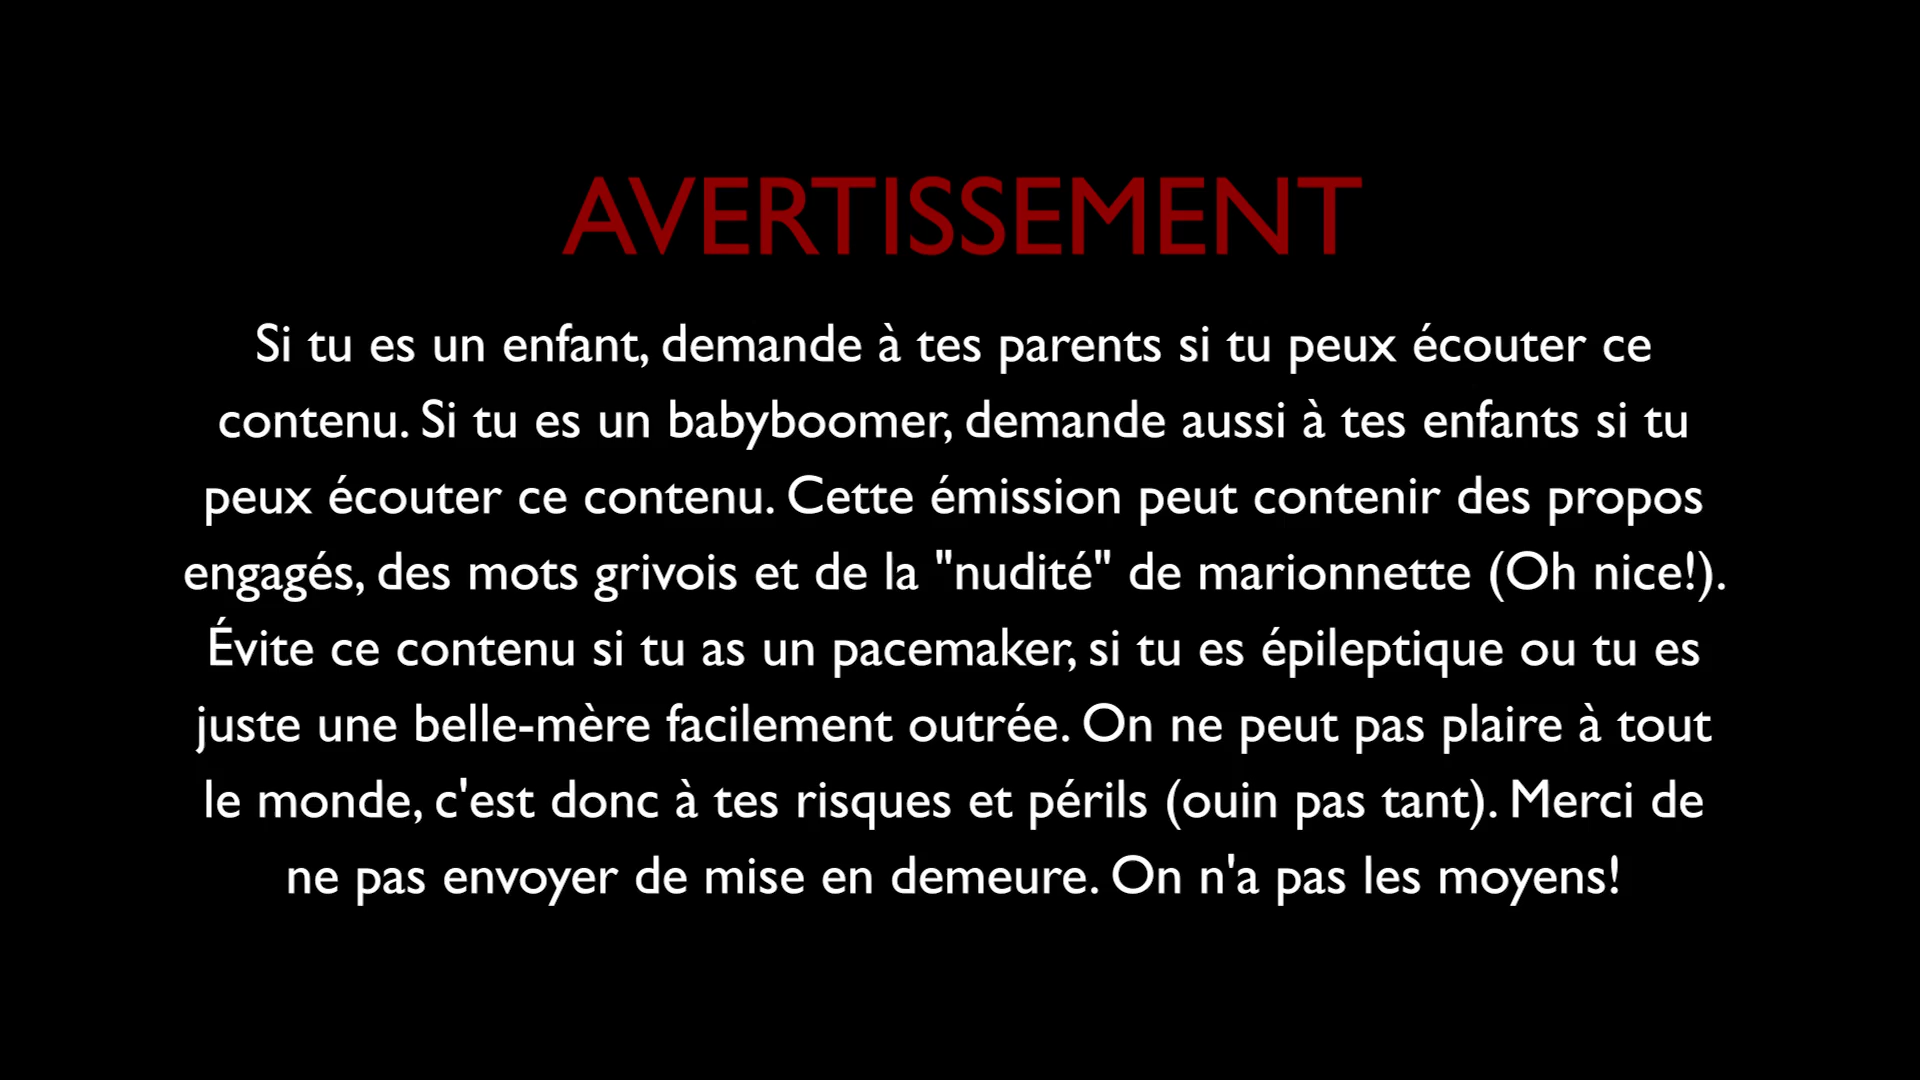 AVERTISSEMENT
Si tu es un enfant, demande à tes parents si tu peux écouter ce
contenu. Si tu es un babyboomer, demande aussi à tes enfants si tu
peux écouter ce contenu. Cette émission peut contenir des propos
engagés, des mots grivois et de la "nudité" de marionnette (Oh nice!).
Évite ce contenu si tu as un pacemaker, si tu es épileptique ou tu es
juste une belle-mère facilement outrée. On ne peut pas plaire à tout
le monde, c'est donc à tes risques et périls (ouin pas tant). Merci de
ne pas envoyer de mise en demeure. On n'a pas les moyens!